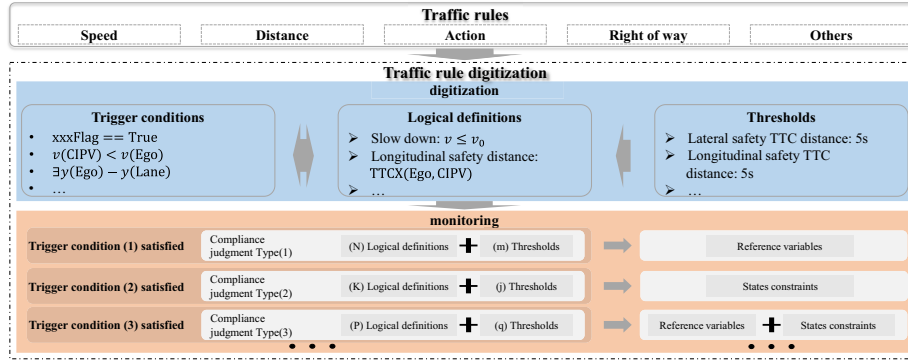 Traffic rules
Speed
Distance
Action
Right of way
Others
Traffic rule digitization
digitization
Trigger conditions
• xxxFlag == True
• v(CIPV) < v(Ego)
• ∃y(Ego) − y(Lane)
• …
Logical definitions
➢ Slow down: v ≤ v₀
➢ Longitudinal safety distance:
TTCX(Ego, CIPV)
➢ …
Thresholds
➢ Lateral safety TTC distance: 5s
➢ Longitudinal safety TTC
distance: 5s
➢ …
monitoring
Trigger condition (1) satisfied
Compliance
judgment Type(1)
(N) Logical definitions
(m) Thresholds
Reference variables
Trigger condition (2) satisfied
Compliance
judgment Type(2)
(K) Logical definitions
(j) Thresholds
States constraints
Trigger condition (3) satisfied
Compliance
judgment Type(3)
(P) Logical definitions
(q) Thresholds
Reference variables
States constraints